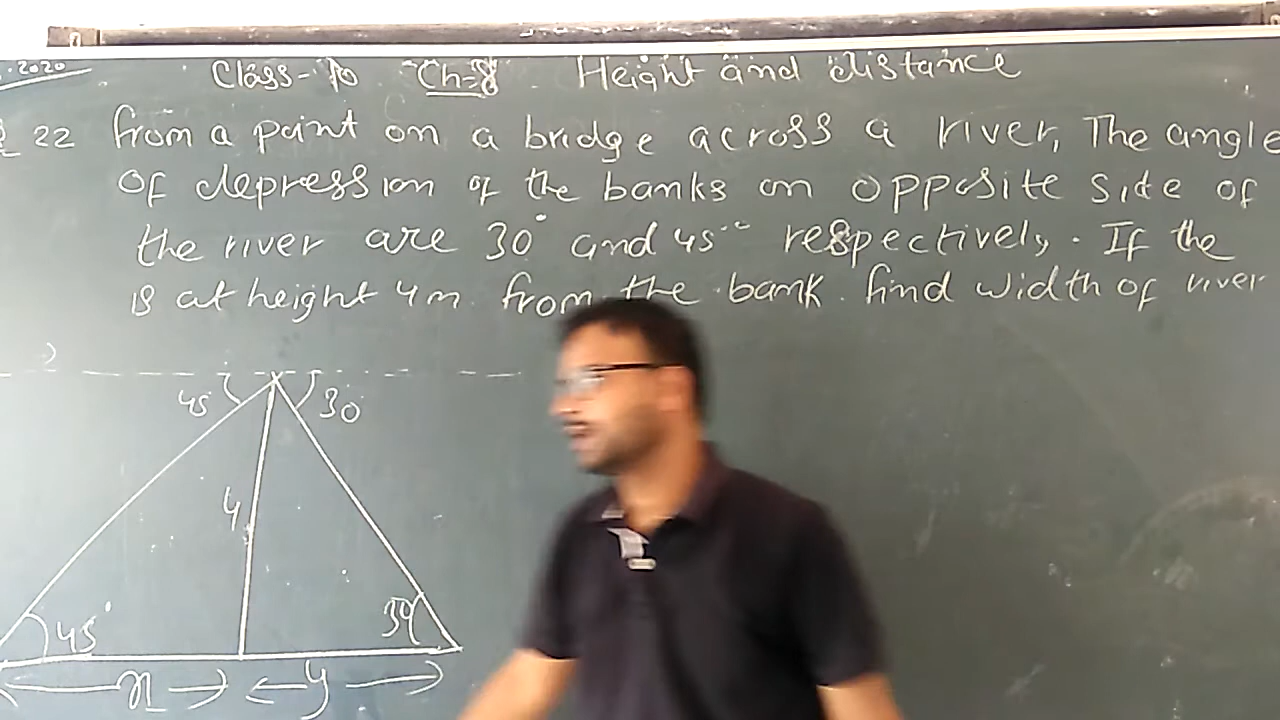 .2020
Class-10 Ch=8 Height and distance
Q 22 from a point on a bridge across a river, The angle
of depression of the banks on opposite side of
the river are 30° and 45° respectively. If the
is at height 4m from the bank. find width of river
45 30
4
45° 30
x y